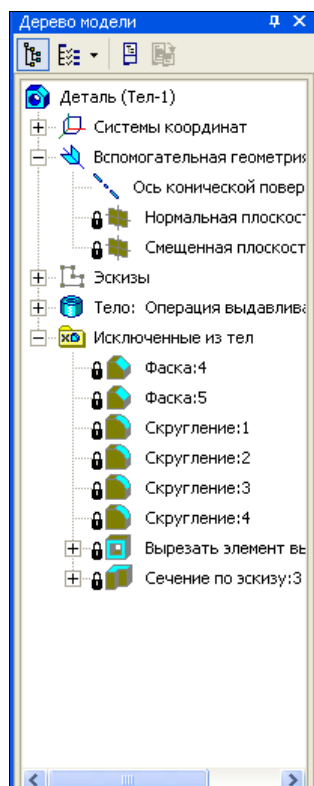 Дерево модели
Деталь (Тел-1)
Системы координат
Вспомогательная геометрия
Ось конической повер
Нормальная плоскос
Смещенная плоскост
Эскизы
Тело: Операция выдавлива
Исключенные из тел
Фаска:4
Фаска:5
Скругление:1
Скругление:2
Скругление:3
Скругление:4
Вырезать элемент вы
Сечение по эскизу:3